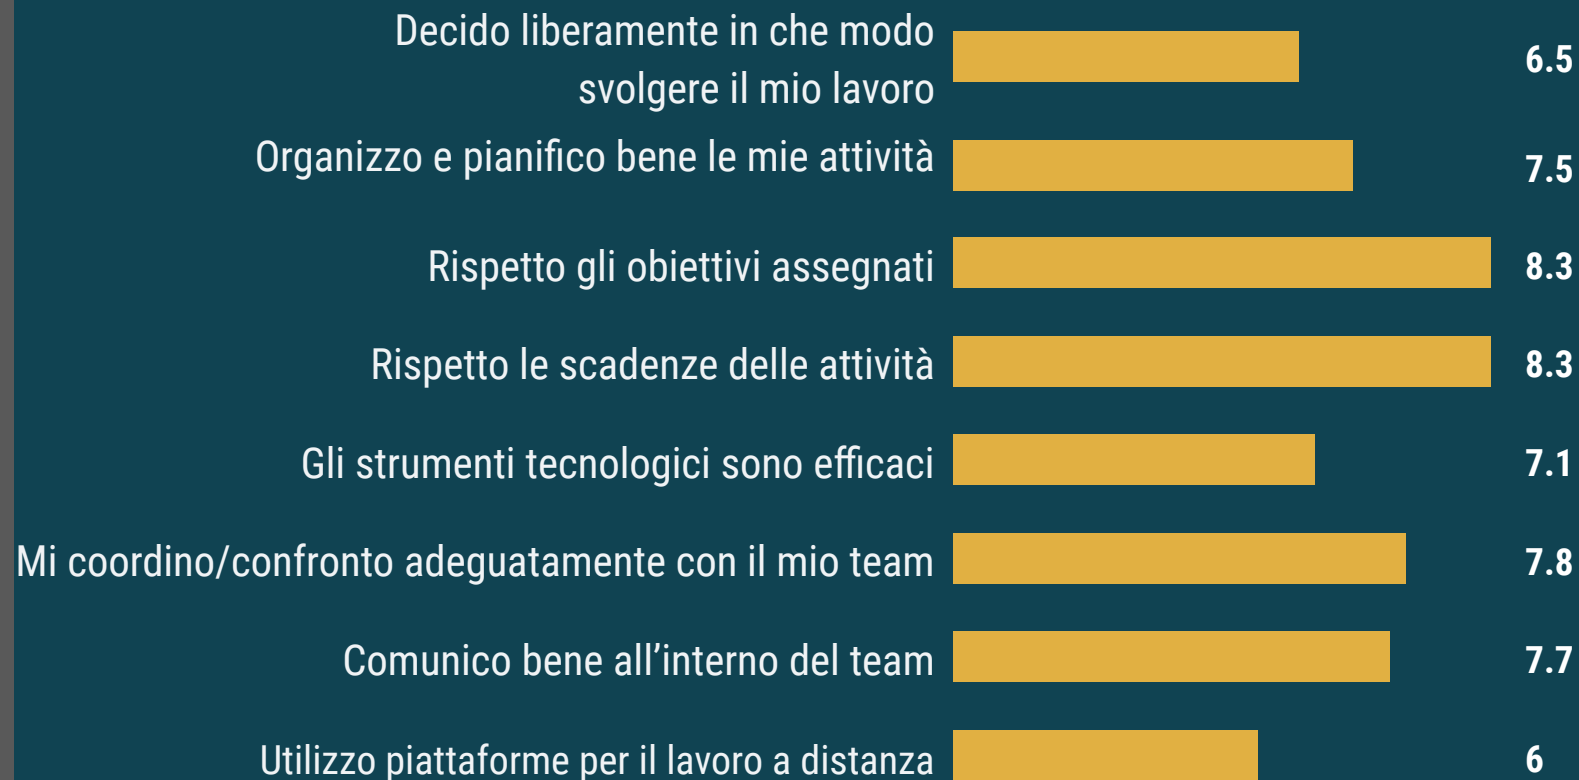 Decido liberamente in che modo
svolgere il mio lavoro
6.5
Organizzo e pianifico bene le mie attività
7.5
Rispetto gli obiettivi assegnati
8.3
Rispetto le scadenze delle attività
8.3
Gli strumenti tecnologici sono efficaci
7.1
Mi coordino/confronto adeguatamente con il mio team
7.8
Comunico bene all’interno del team
7.7
Utilizzo piattaforme per il lavoro a distanza
6